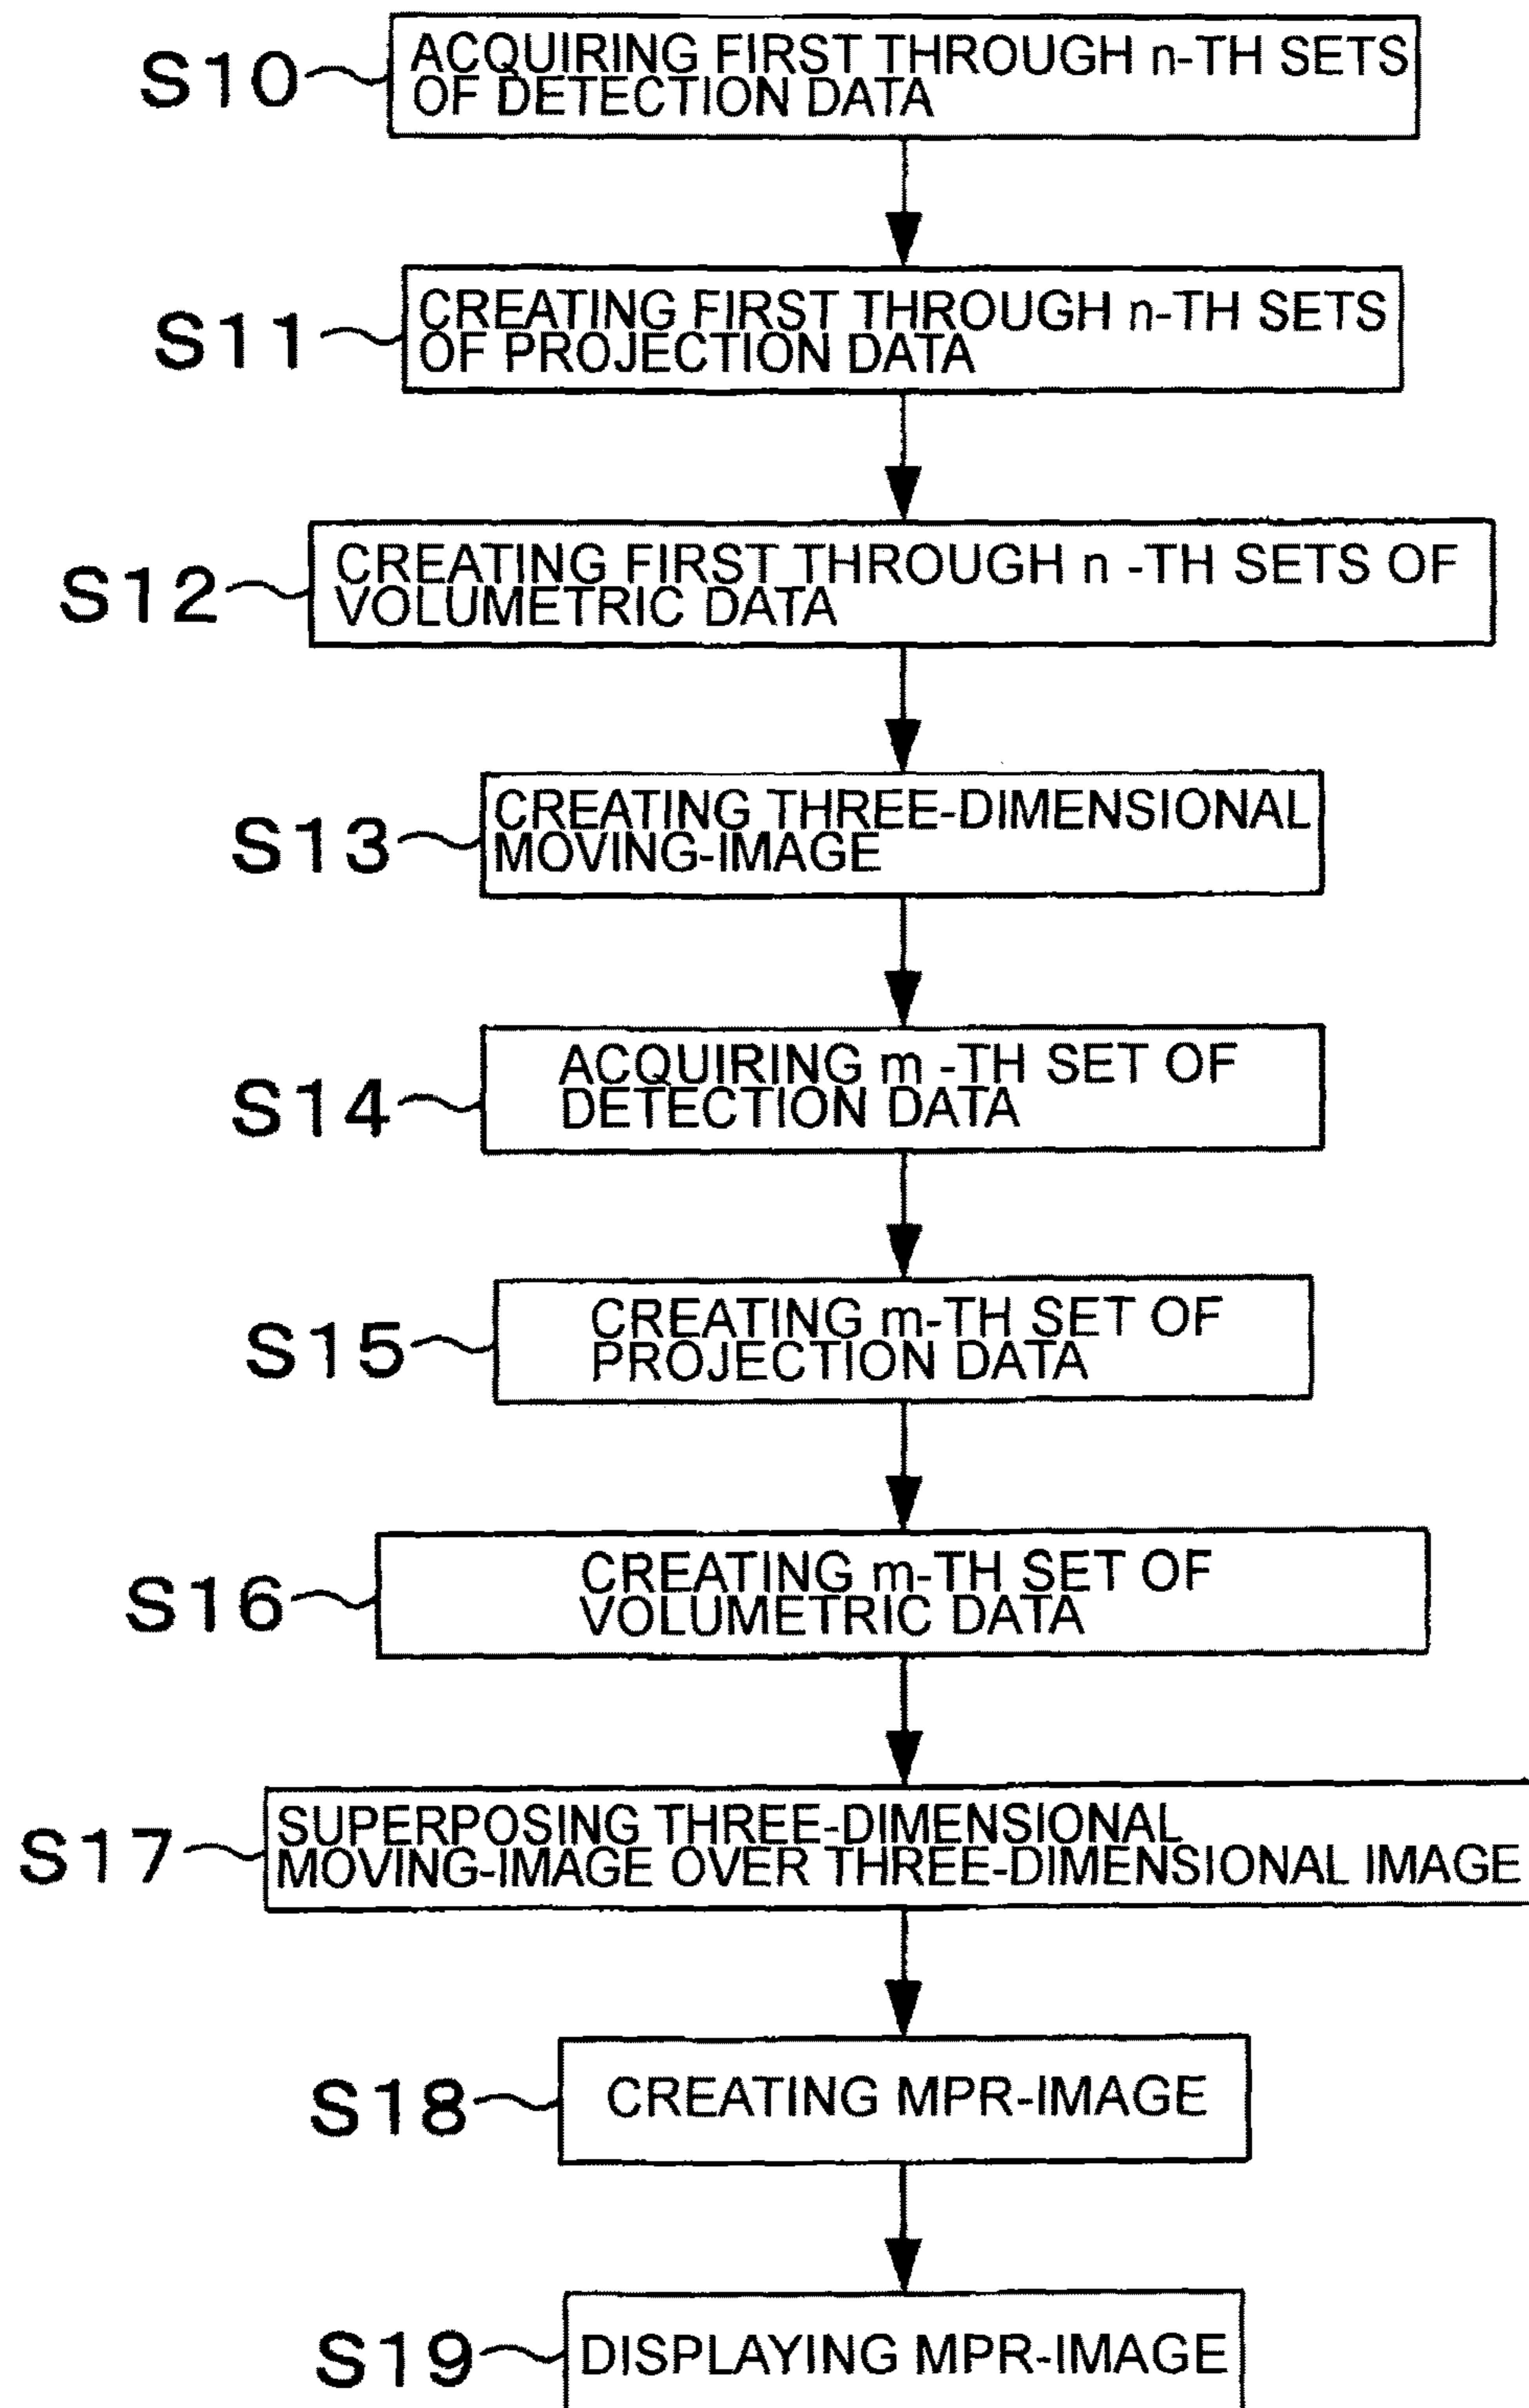 S10
ACQUIRING FIRST THROUGH n-TH SETS
OF DETECTION DATA
S11
CREATING FIRST THROUGH n-TH SETS
OF PROJECTION DATA
S12
CREATING FIRST THROUGH n -TH SETS OF
VOLUMETRIC DATA
S13
CREATING THREE-DIMENSIONAL
MOVING-IMAGE
S14
ACQUIRING m -TH SET OF
DETECTION DATA
S15
CREATING m-TH SET OF
PROJECTION DATA
S16
CREATING m-TH SET OF
VOLUMETRIC DATA
S17
SUPERPOSING THREE-DIMENSIONAL
MOVING-IMAGE OVER THREE-DIMENSIONAL IMAGE
S18
CREATING MPR-IMAGE
S19
DISPLAYING MPR-IMAGE